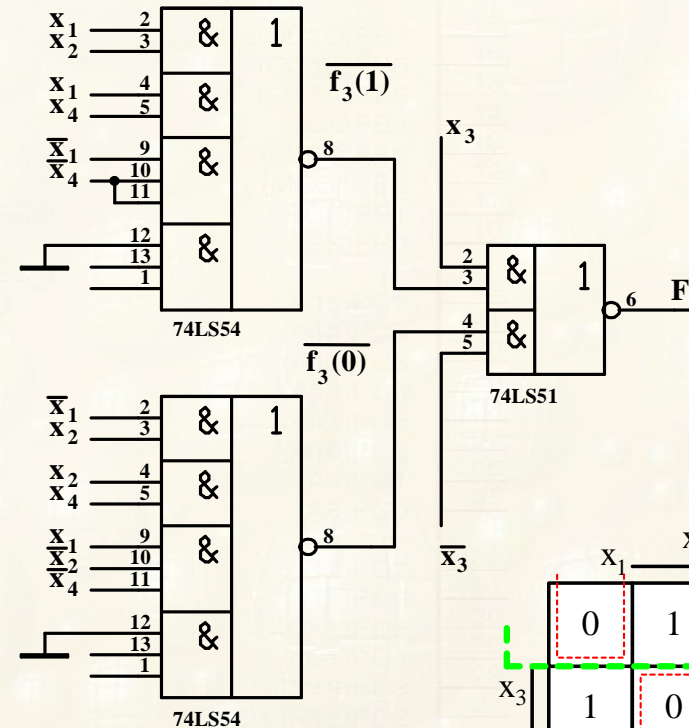 x₁ 2 & 1
x₂ 3
x₁ 4 &
x₄ 5
x̅₁ 9 &
x̅₄ 10
11
12 &
13
1
8
74LS54
f̅₃̅(̅1̅)̅
x₃
2 & 1
3
4 &
5
6 F
74LS51
f̅₃̅(̅0̅)̅
x̅₃
x̅₁ 2 & 1
x₂ 3
x₂ 4 &
x₄ 5
x₁ 9 &
x̅₂ 10
x̅₄ 11
12 &
13
1
8
74LS54
x₁
0 1
x₃ 1 0